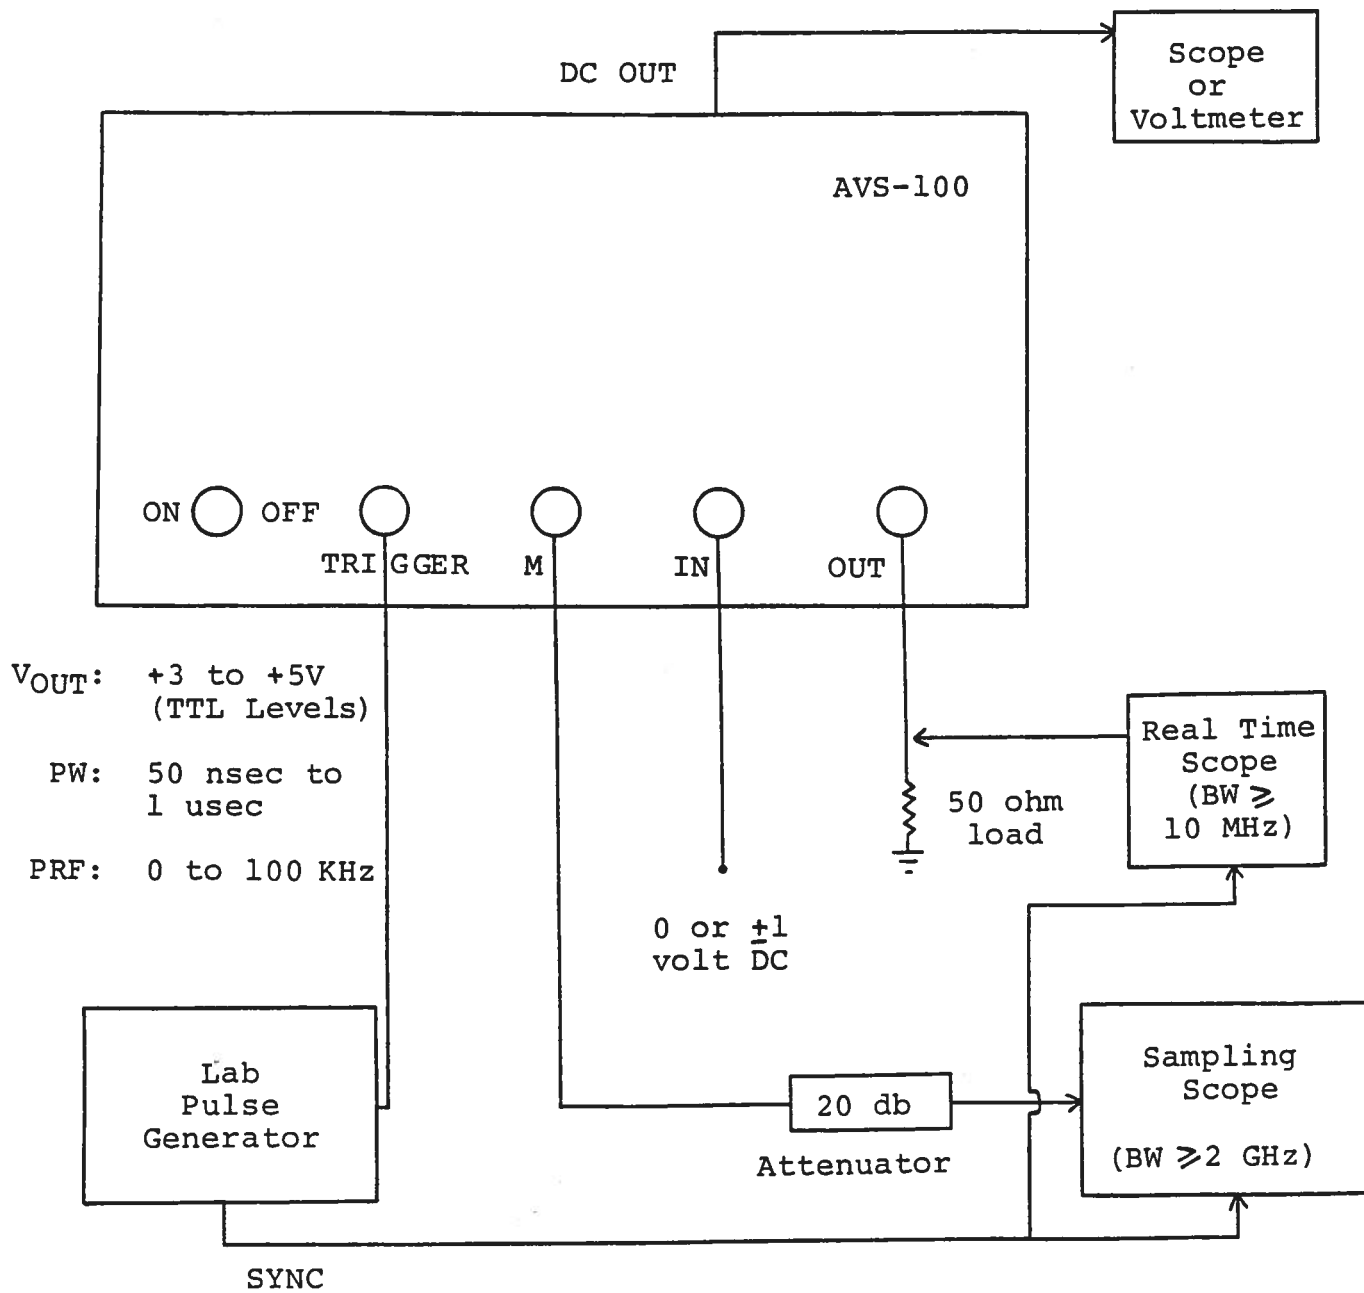 DC OUT
Scope
or
Voltmeter
AVS-100
ON OFF
TRIGGER
M
IN
OUT
VOUT: +3 to +5V
(TTL Levels)
PW: 50 nsec to
1 usec
PRF: 0 to 100 KHz
Real Time
Scope
(BW ⩾
10 MHz)
50 ohm
load
0 or ±1
volt DC
Lab
Pulse
Generator
20 db
Attenuator
Sampling
Scope
(BW ⩾2 GHz)
SYNC